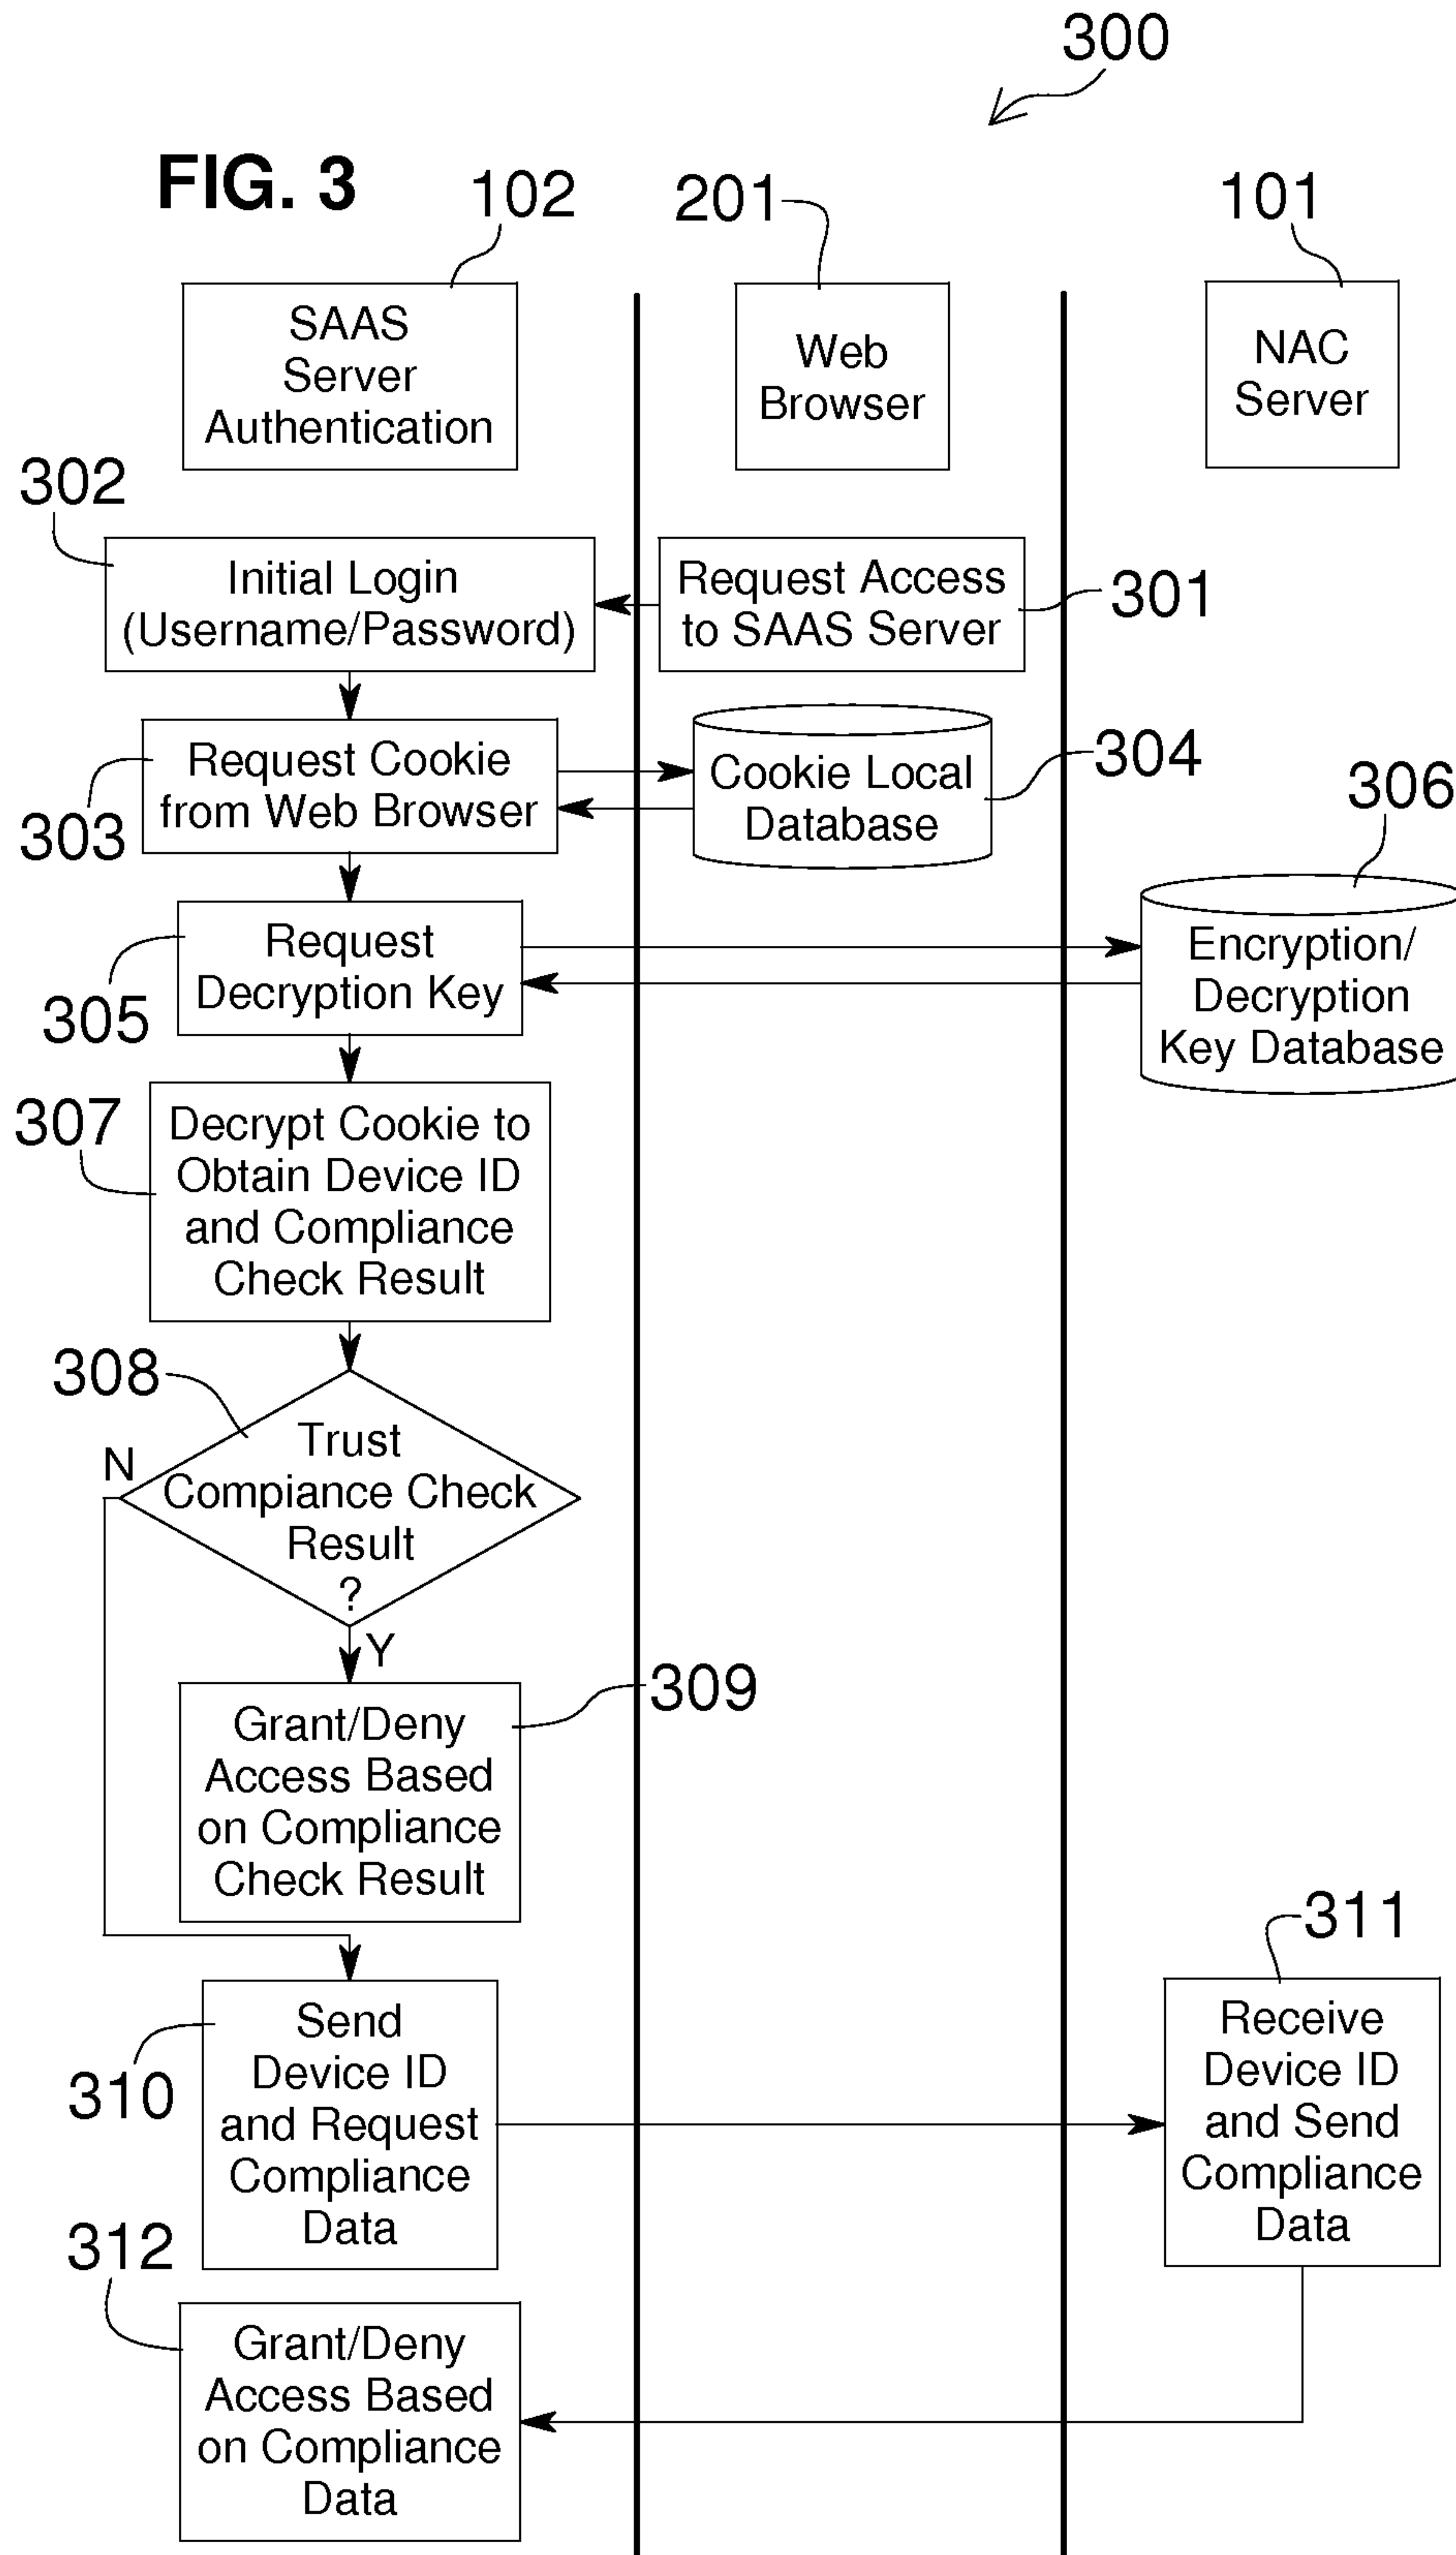 300
FIG. 3
102
201
101
SAAS
Server
Authentication
Web
Browser
NAC
Server
302
Initial Login
(Username/Password)
Request Access
to SAAS Server
301
303
Request Cookie
from Web Browser
Cookie Local
Database
304
306
305
Request
Decryption Key
Encryption/
Decryption
Key Database
307
Decrypt Cookie to
Obtain Device ID
and Compliance
Check Result
308
N
Trust
Compiance Check
Result
?
Y
309
Grant/Deny
Access Based
on Compliance
Check Result
310
Send
Device ID
and Request
Compliance
Data
311
Receive
Device ID
and Send
Compliance
Data
312
Grant/Deny
Access Based
on Compliance
Data